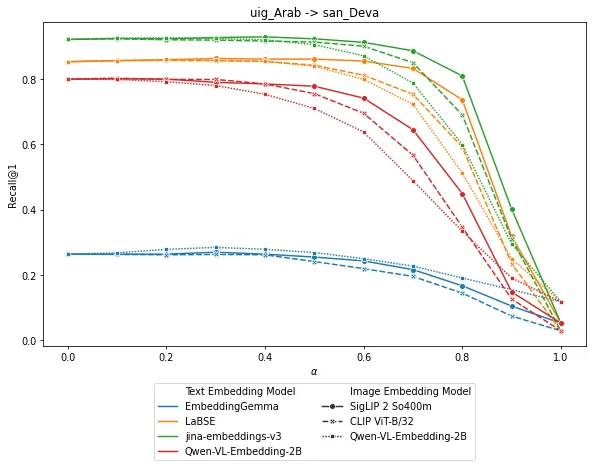 uig_Arab -> san_Deva
Recall@1
0.8
0.6
0.4
0.2
0.0
0.0 0.2 0.4 0.6 0.8 1.0
α
Text Embedding Model
EmbeddingGemma
LaBSE
jina-embeddings-v3
Qwen-VL-Embedding-2B
Image Embedding Model
SigLIP 2 So400m
CLIP ViT-B/32
Qwen-VL-Embedding-2B